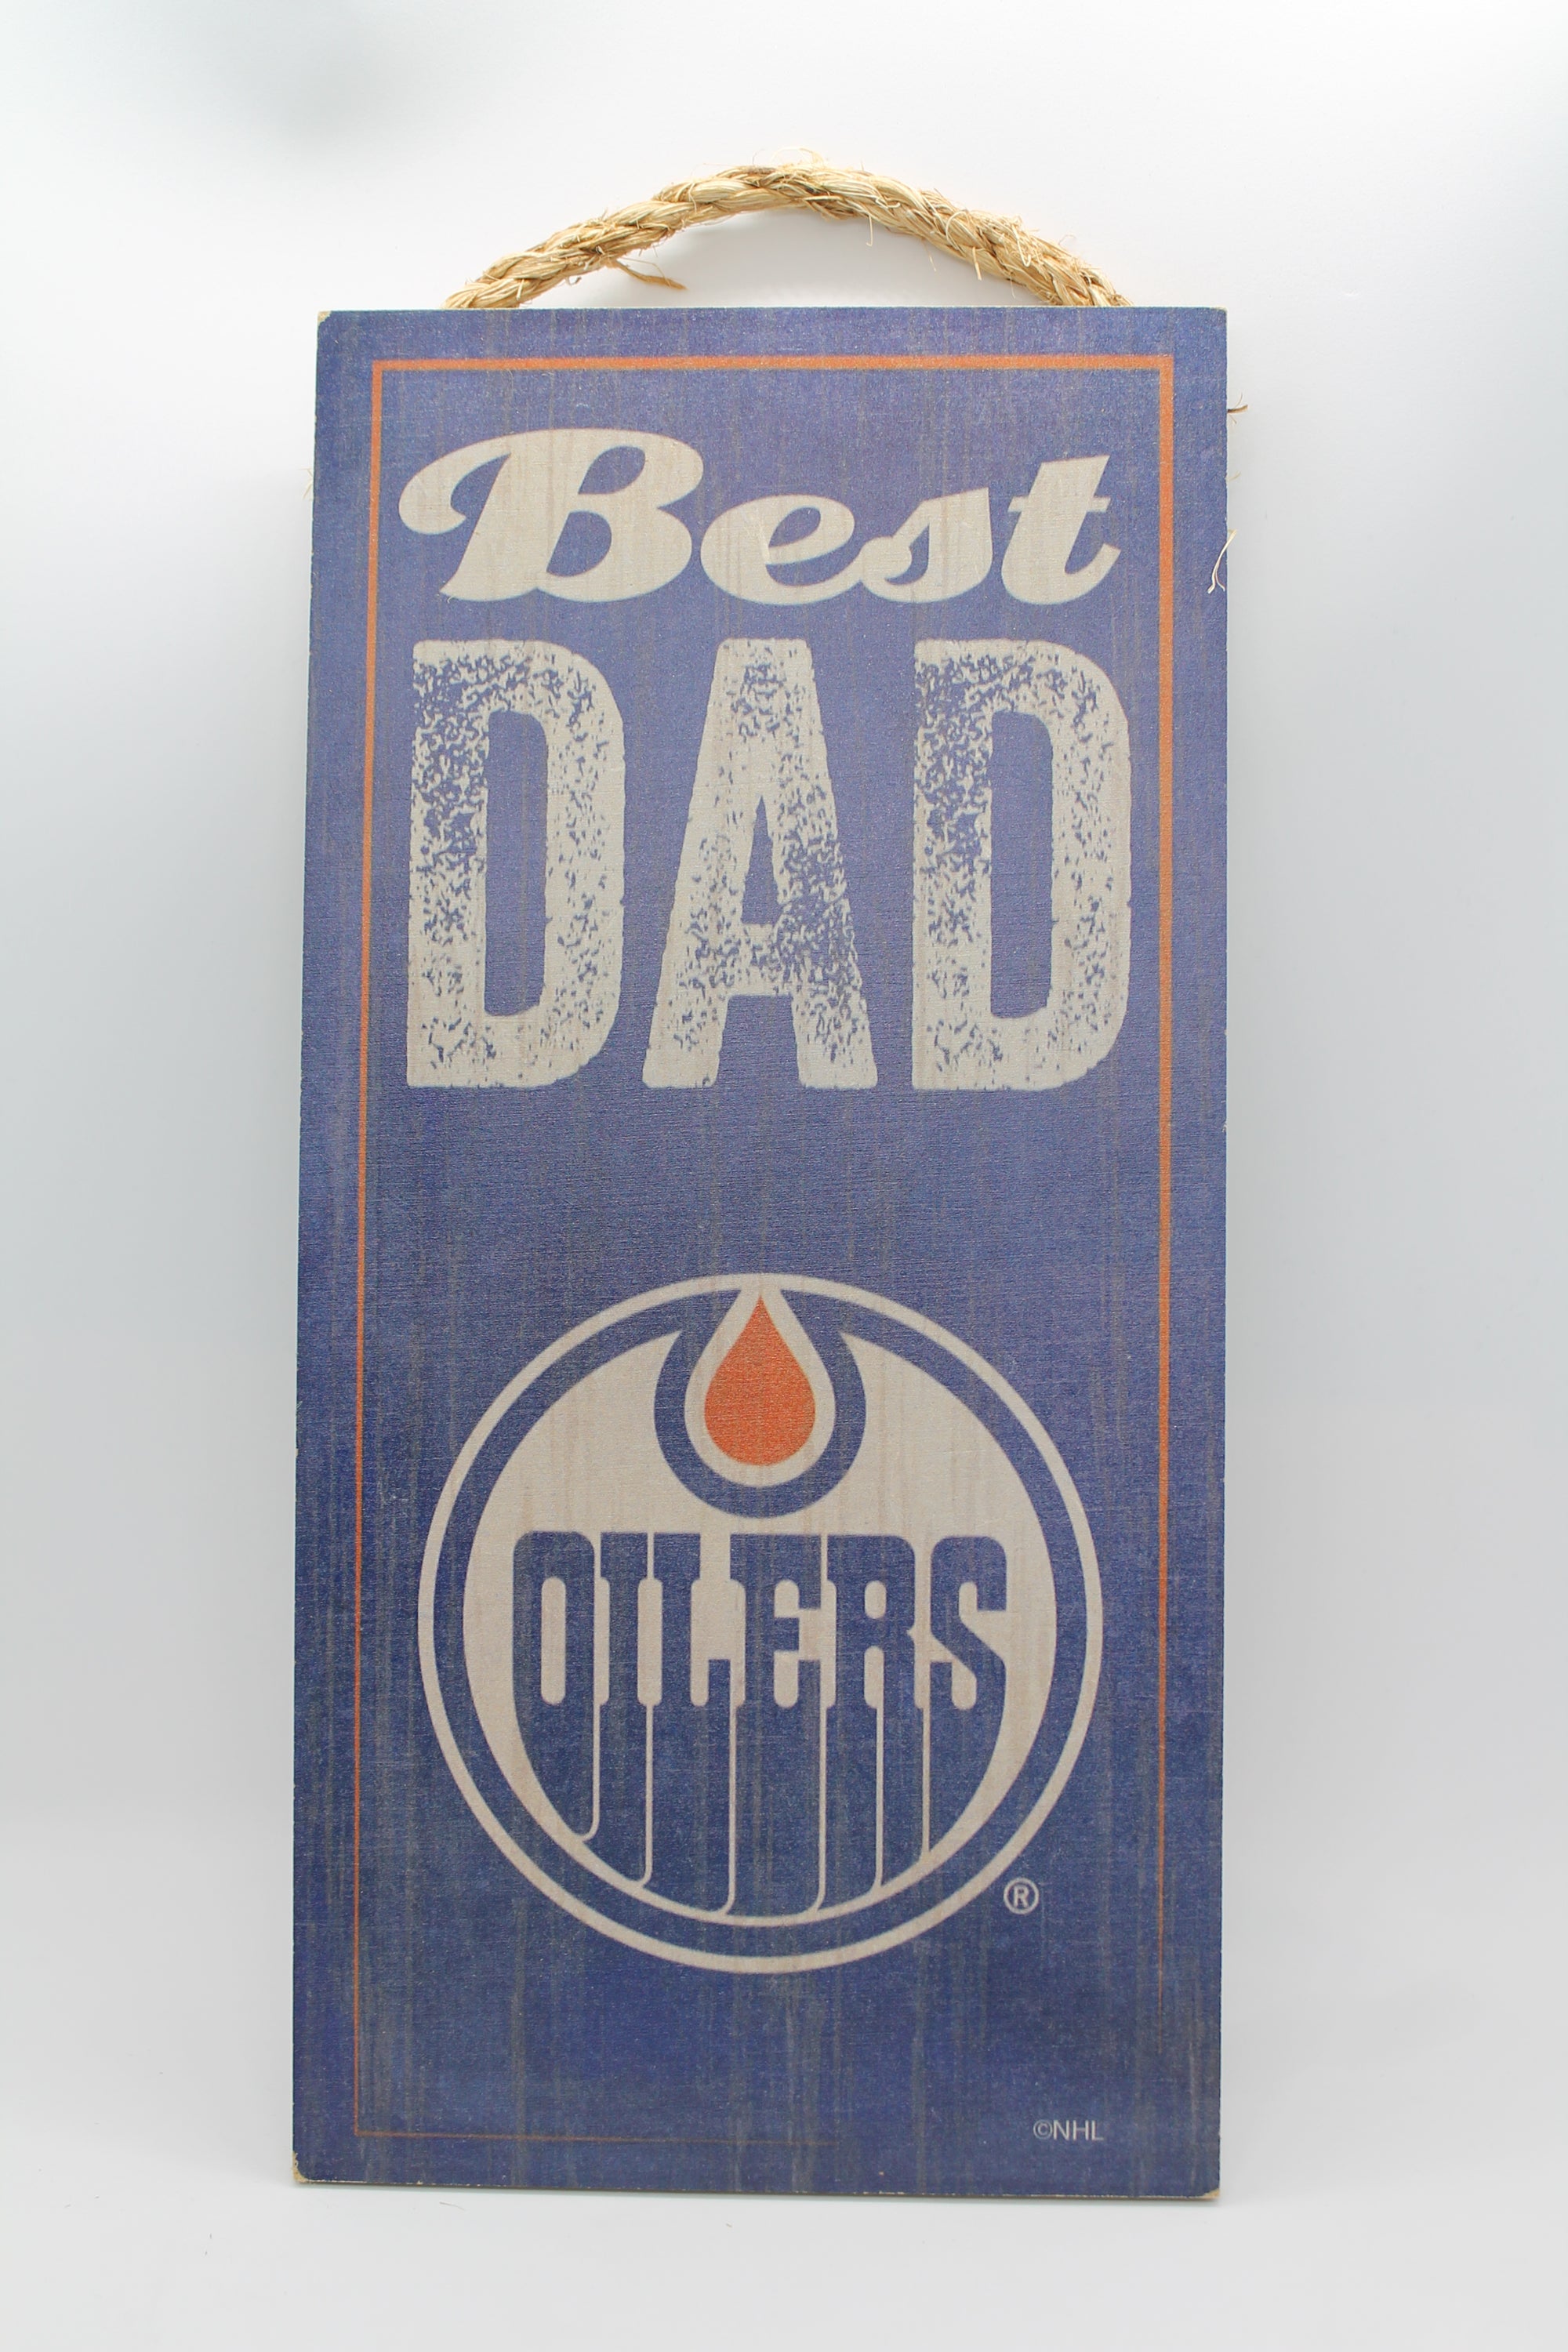 Best
DAD
OILERS
®
©NHL